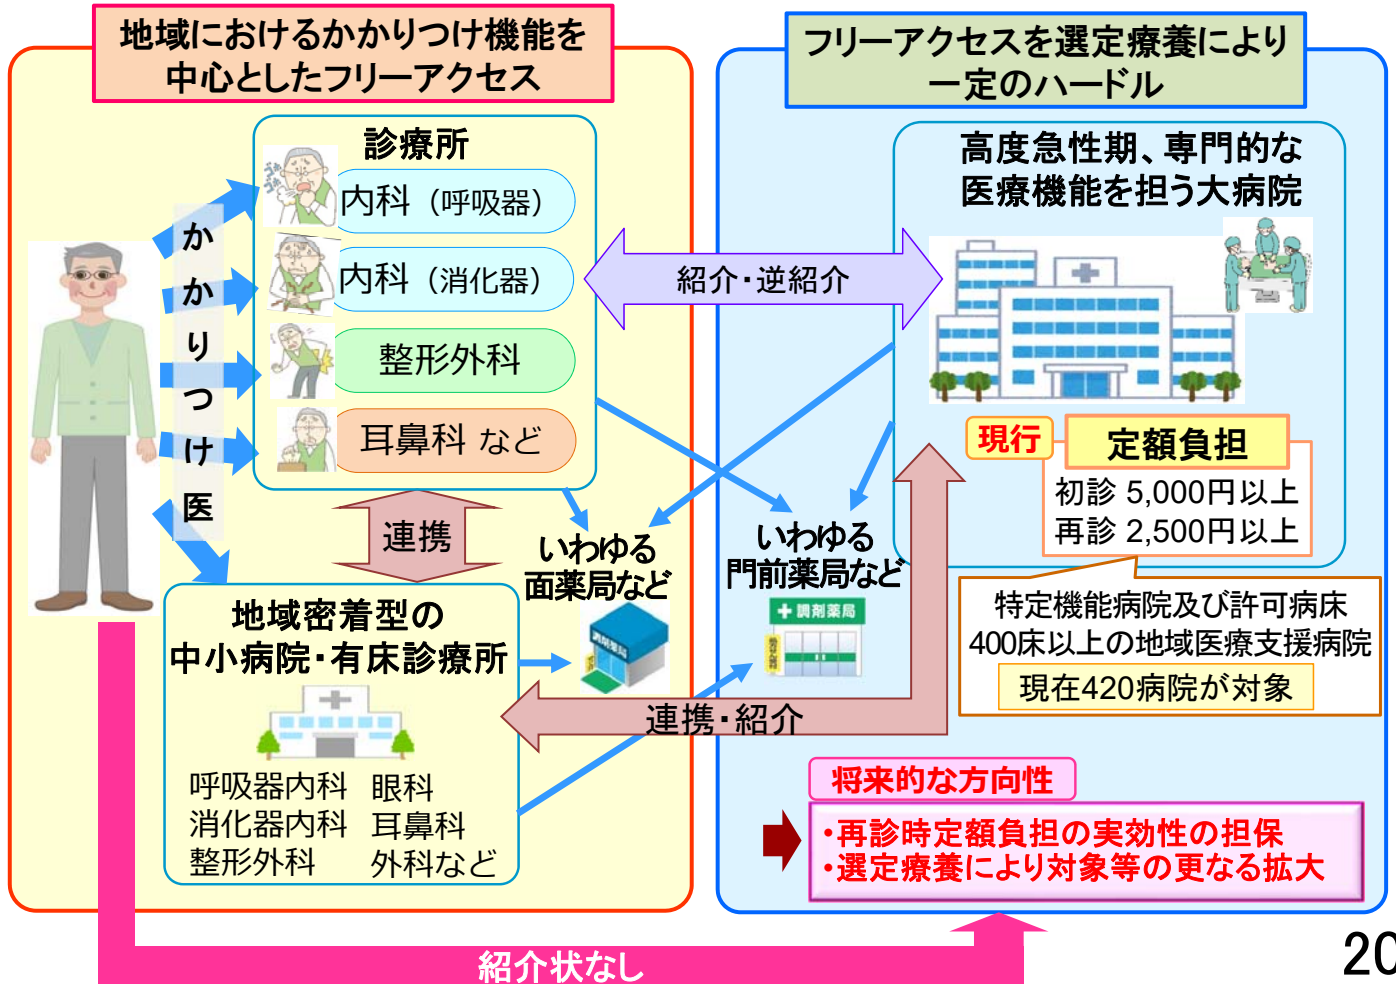 地域におけるかかりつけ機能を
中心としたフリーアクセス
診療所
ゴホ
ゴホ
内科（呼吸器）
内科（消化器）
整形外科
耳鼻科 など
かかりつけ医
連携
地域密着型の
中小病院・有床診療所
呼吸器内科 眼科
消化器内科 耳鼻科
整形外科 外科など
いわゆる
面薬局など
調剤薬局
いわゆる
門前薬局など
調剤薬局
紹介・逆紹介
連携・紹介
フリーアクセスを選定療養により
一定のハードル
高度急性期、専門的な
医療機能を担う大病院
現行
定額負担
初診 5,000円以上
再診 2,500円以上
特定機能病院及び許可病床
400床以上の地域医療支援病院
現在420病院が対象
将来的な方向性
・再診時定額負担の実効性の担保
・選定療養により対象等の更なる拡大
紹介状なし
20